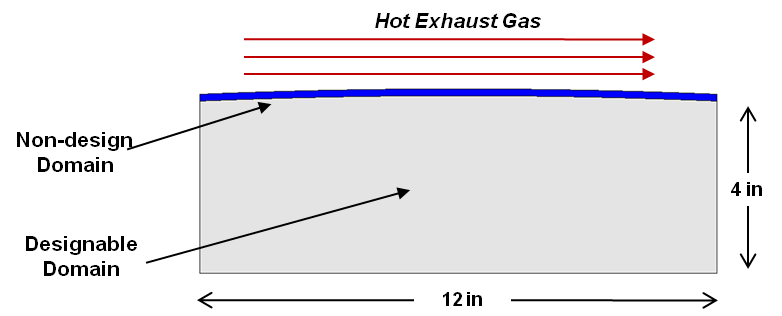 Hot Exhaust Gas
Non-design
Domain
4 in
Designable
Domain
12 in